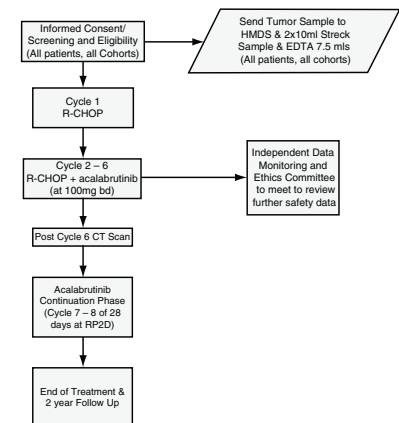 Informed Consent/
Screening and Eligibility
(All patients, all Cohorts)
Send Tumor Sample to
HMDS & 2x10ml Streck
Sample & EDTA 7.5 mls
(All patients, all cohorts)
Cycle 1
R-CHOP
Cycle 2 – 6
R-CHOP + acalabrutinib
(at 100mg bd)
Independent Data
Monitoring and
Ethics Committee
to meet to review
further safety data
Post Cycle 6 CT Scan
Acalabrutinib
Continuation Phase
(Cycle 7 – 8 of 28
days at RP2D)
End of Treatment &
2 year Follow Up